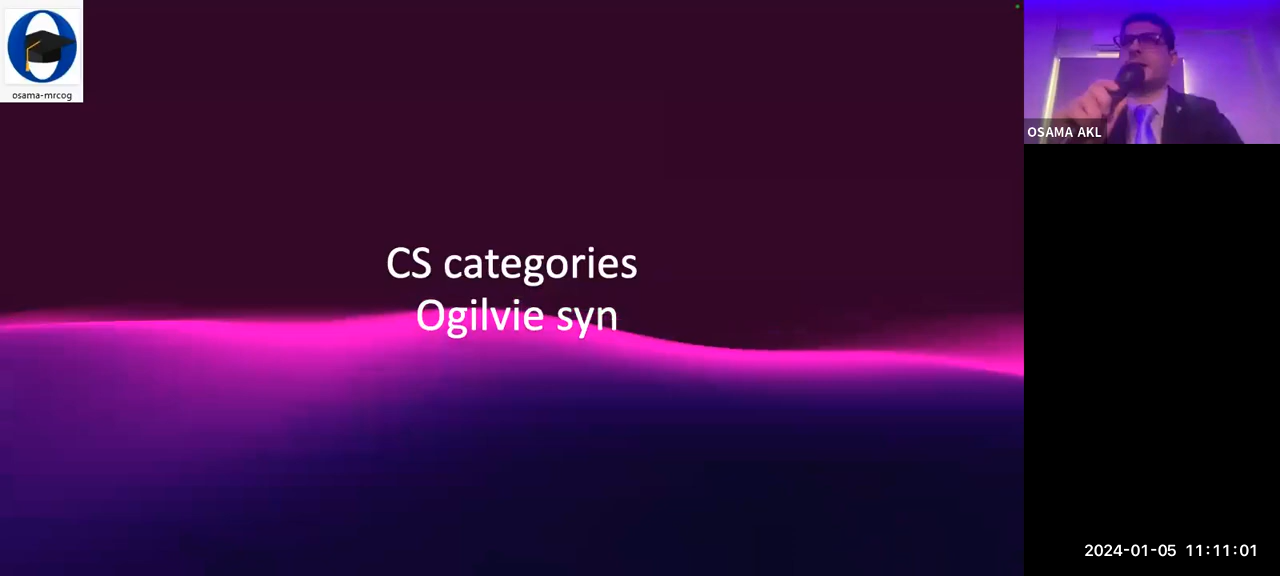 osama-mrcog
OSAMA AKL
CS categories
Ogilvie syn
2024-01-05 11:11:01